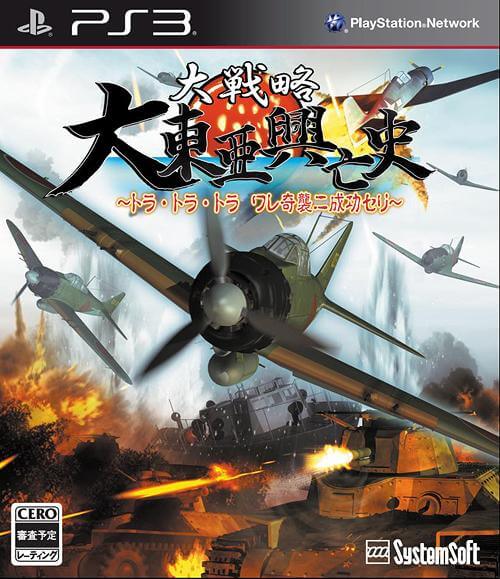 PS3
PlayStation®Network
大戦略
大東亜興亡史
～トラ・トラ・トラ ワレ奇襲ニ成功セリ～
CERO
審査予定
レーティング
SystemSoft